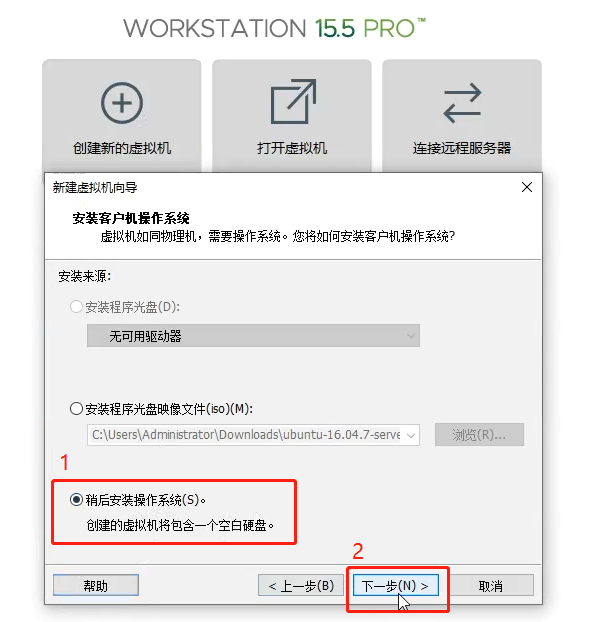 WORKSTATION 15.5 PRO™
创建新的虚拟机
打开虚拟机
连接远程服务器
新建虚拟机向导
安装客户机操作系统
虚拟机如同物理机，需要操作系统。您将如何安装客户机操作系统?
安装来源:
安装程序光盘(D):
无可用驱动器
安装程序光盘映像文件(iso)(M):
C:\Users\Administrator\Downloads\ubuntu-16.04.7-serve
浏览(R)...
1
稍后安装操作系统(S)。
创建的虚拟机将包含一个空白硬盘。
2
帮助
< 上一步(B)
下一步(N) >
取消